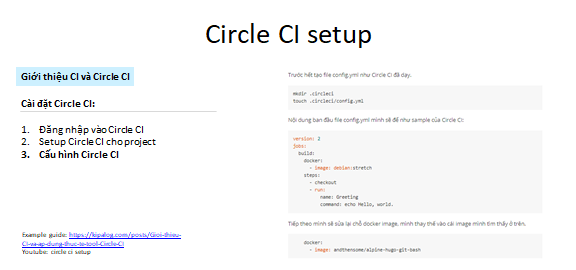 Circle CI setup
Giới thiệu CI và Circle CI
Cài đặt Circle CI:
1. Đăng nhập vào Circle CI
2. Setup Circle CI cho project
3. Cấu hình Circle CI
Example guide: https://kipalog.com/posts/Gioi-thieu-
CI-va-ap-dung-thuc-te-tool-Circle-CI
Youtube: circle ci setup
Trước hết tạo file config.yml như Circle CI đã dạy.
mkdir .circleci
touch .circleci/config.yml
Nội dung ban đầu file config.yml mình sẽ để như sample của Circle CI:
version: 2
jobs:
build:
docker:
- image: debian:stretch
steps:
- checkout
- run:
name: Greeting
command: echo Hello, world.
Tiếp theo mình sẽ sửa lại chỗ docker image, mình thay thế vào cái image mình tìm thấy ở trên.
docker:
- image: andthensome/alpine-hugo-git-bash